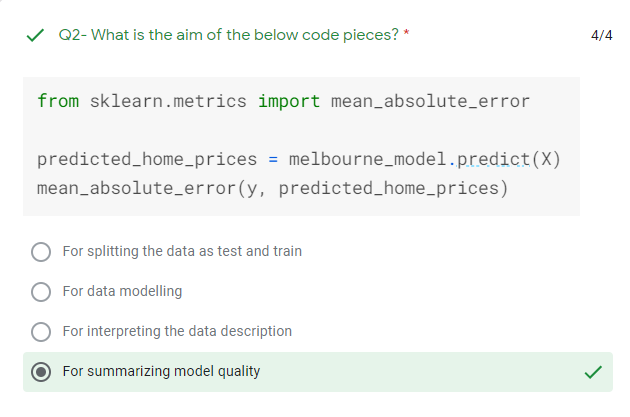 Q2- What is the aim of the below code pieces? *
4/4
from sklearn.metrics import mean_absolute_error
predicted_home_prices = melbourne_model.predict(X)
mean_absolute_error(y, predicted_home_prices)
For splitting the data as test and train
For data modelling
For interpreting the data description
For summarizing model quality